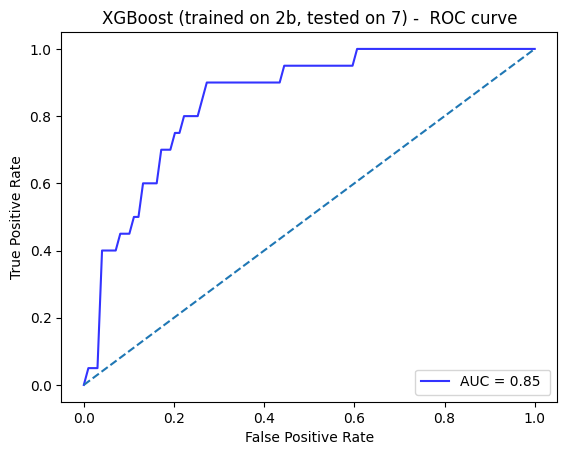 XGBoost (trained on 2b, tested on 7) -  ROC curve
True Positive Rate
1.0
0.8
0.6
0.4
0.2
0.0
AUC = 0.85
0.0 0.2 0.4 0.6 0.8 1.0
False Positive Rate